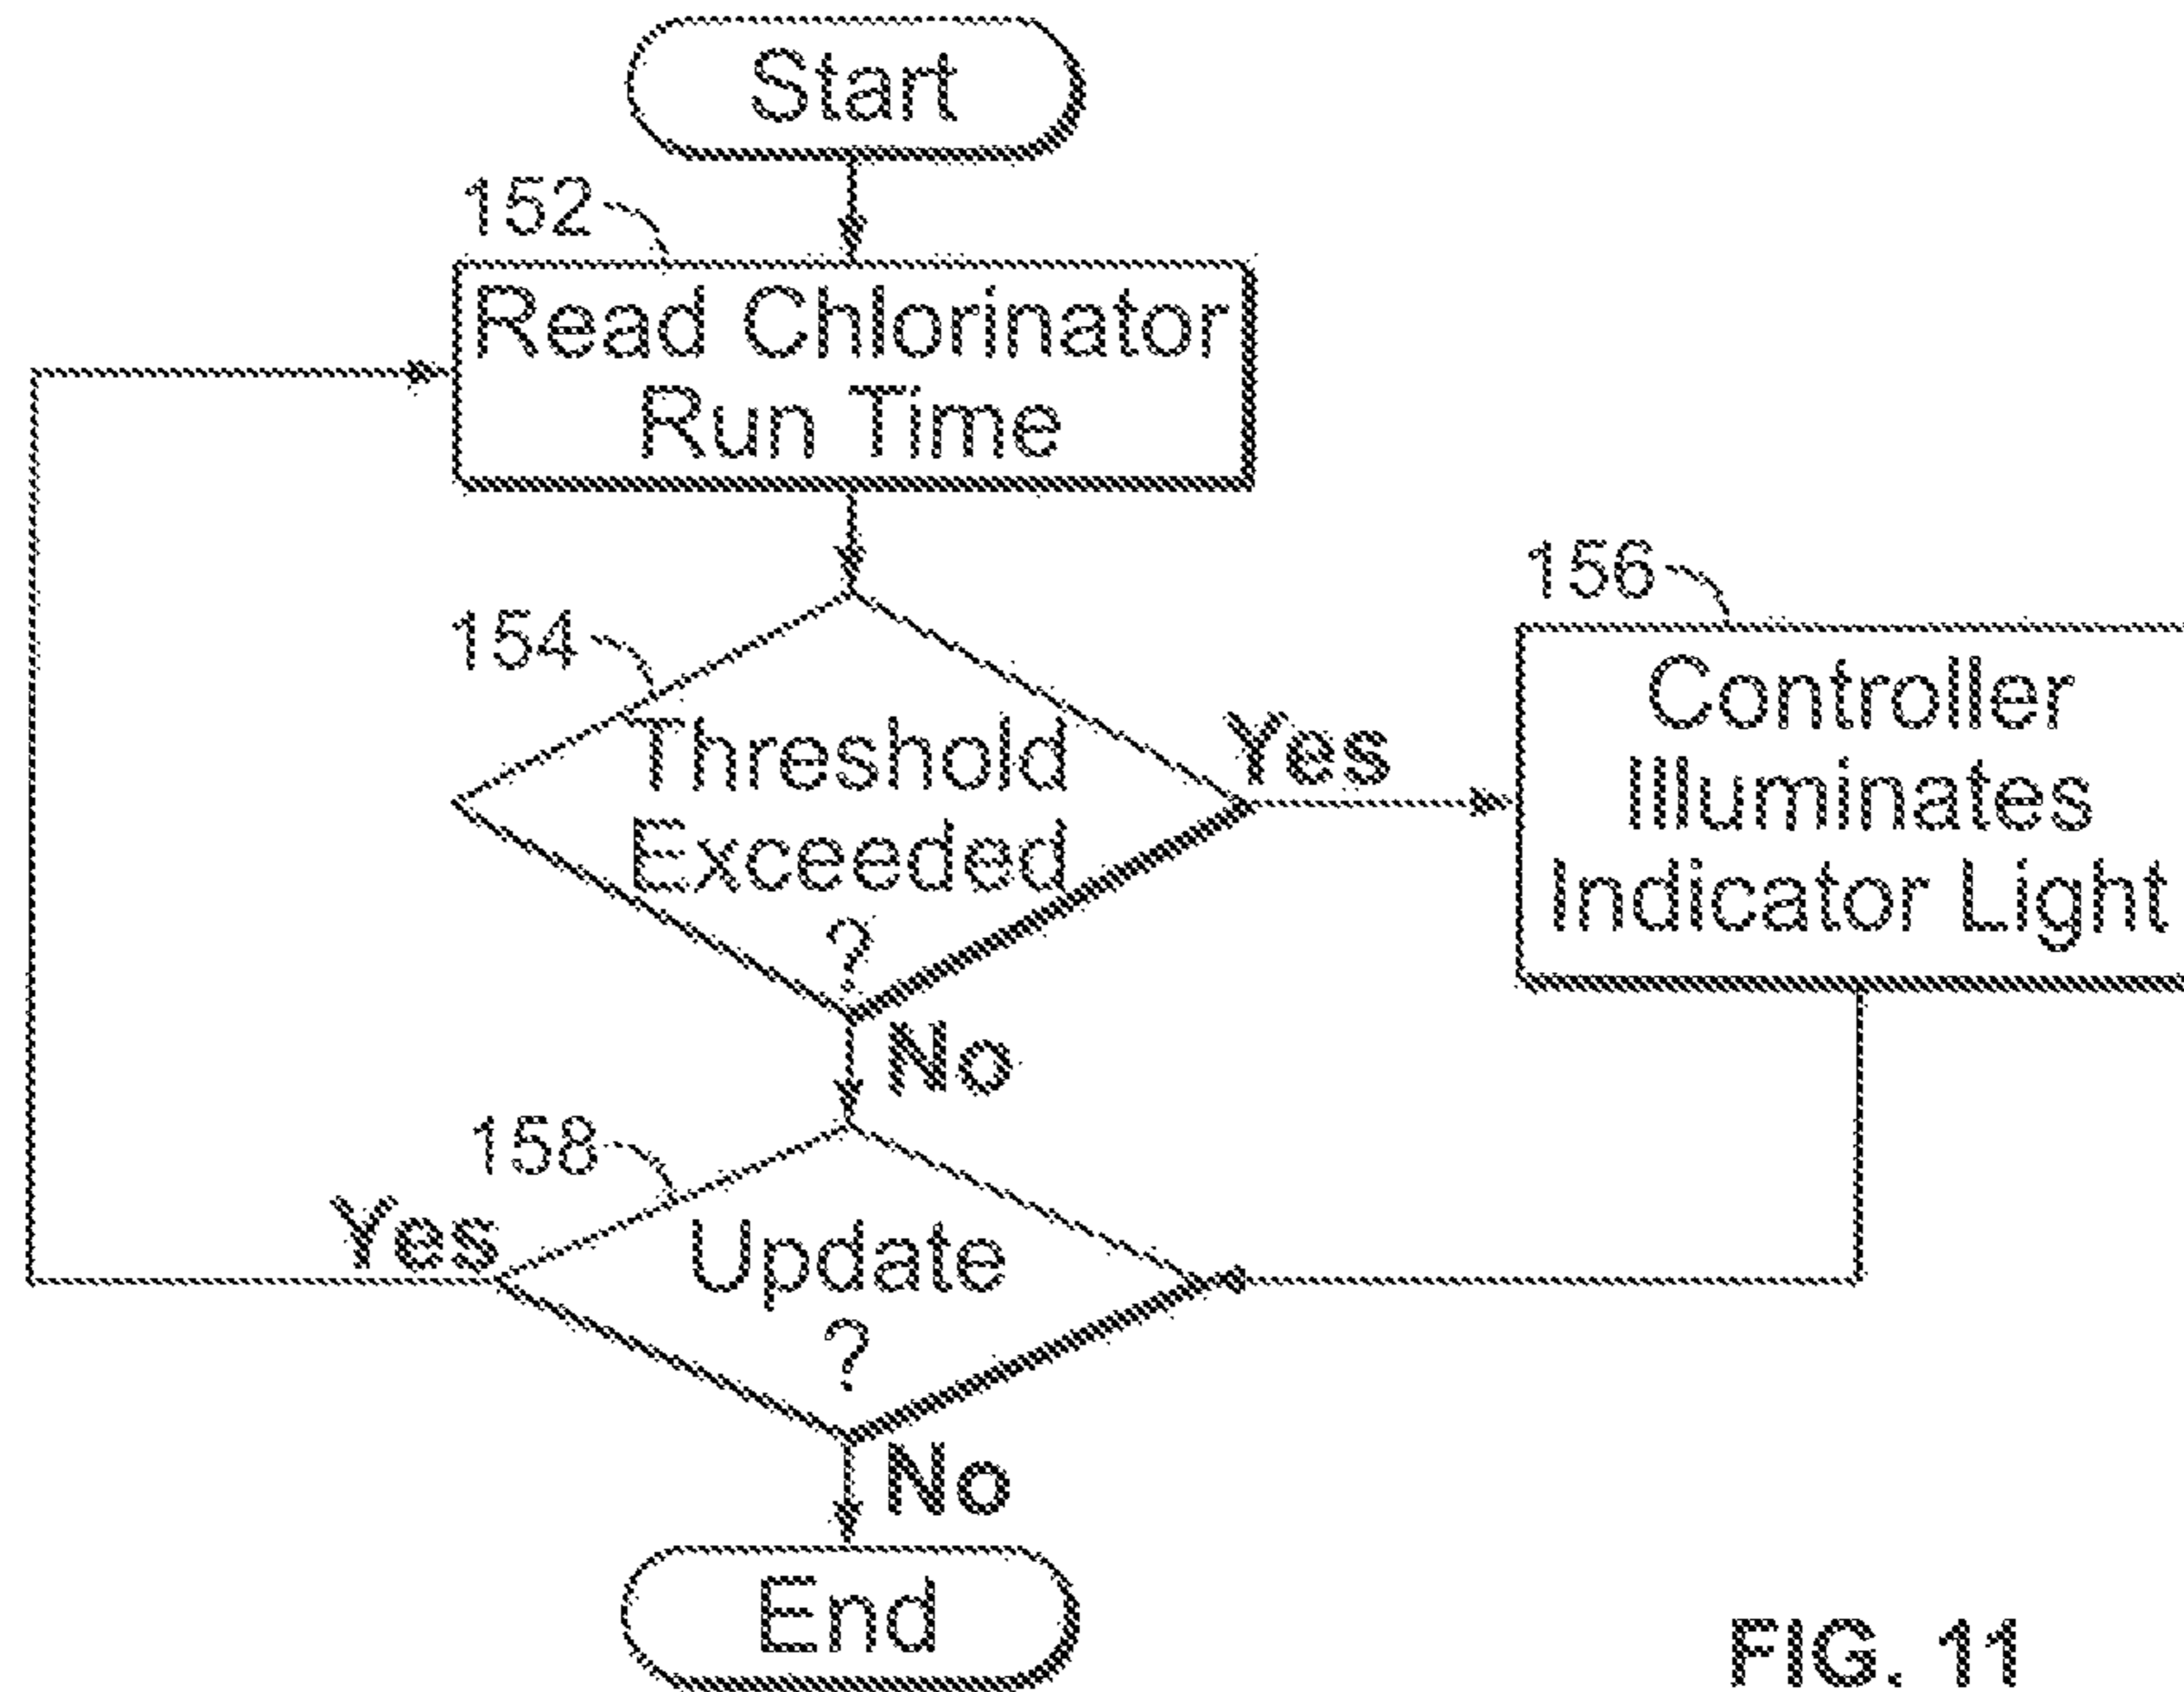 Start
152
Read Chlorinator
Run Time
154
Threshold
Exceeded
?
Yes
156
Controller
Illuminates
Indicator Light
No
158
Yes
Update
?
No
End
FIG. 11